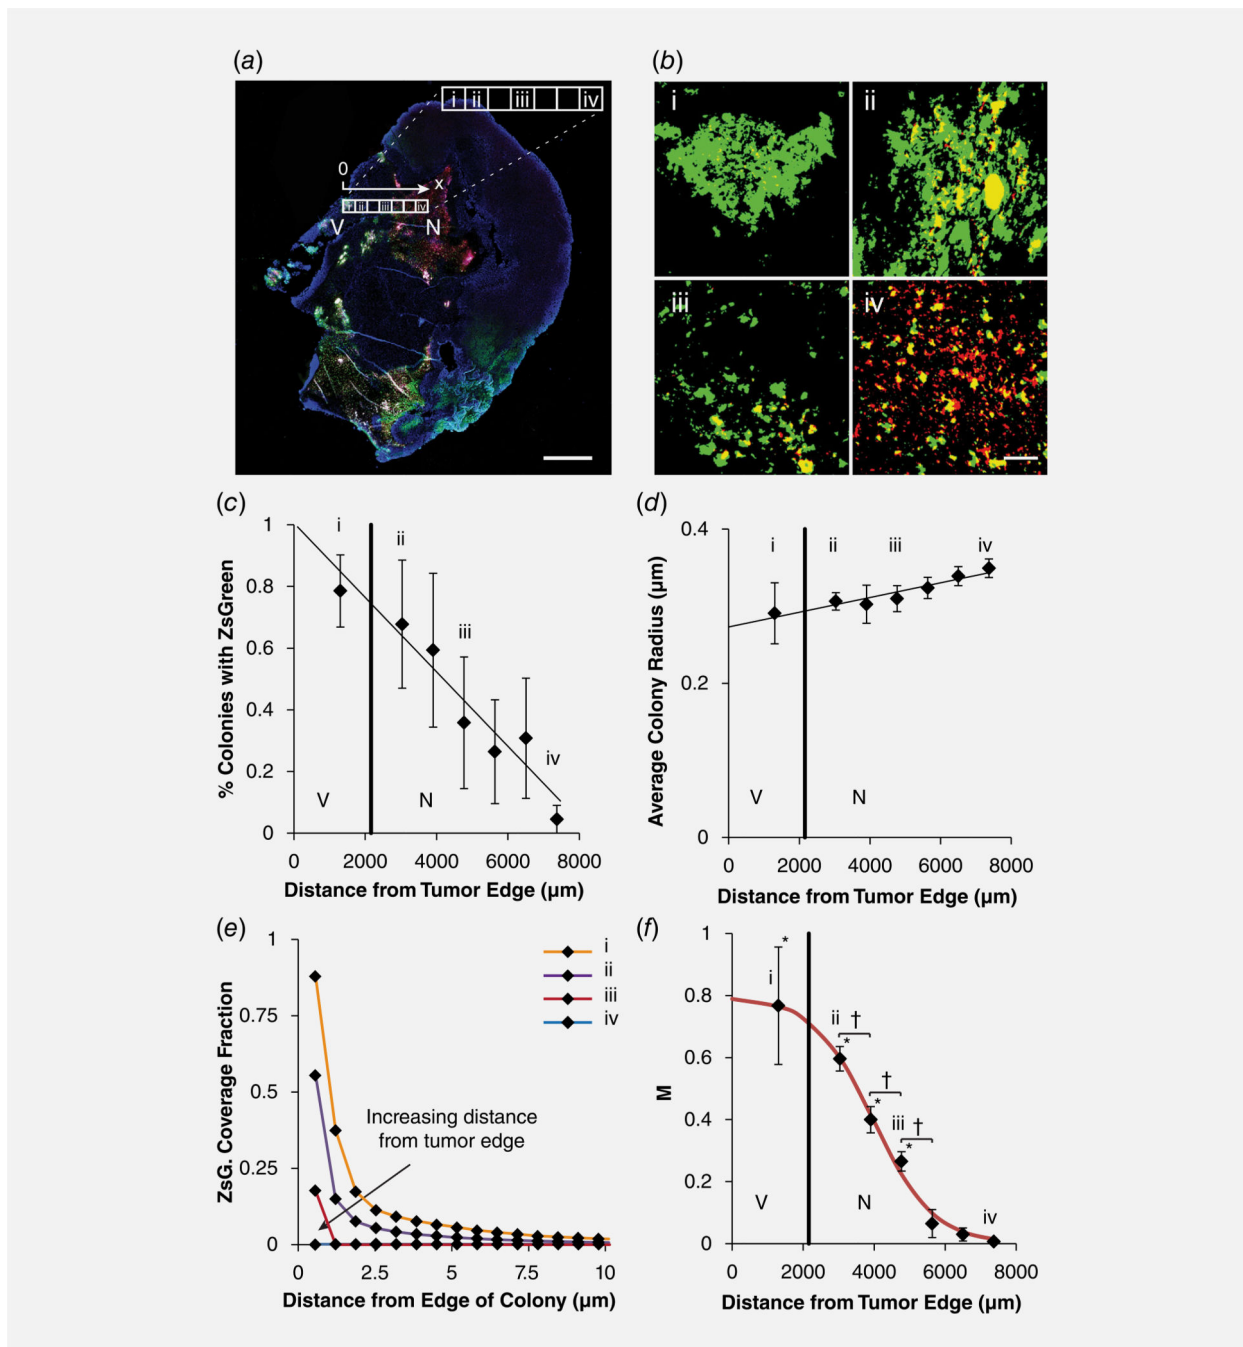 (a)
i ii iii iv
0
x
i ii iii iv
V N
(b)
i ii
iii iv
(c)
% Colonies with ZsGreen
1
0.8
0.6
0.4
0.2
0
i
ii
iii
iv
V N
0 2000 4000 6000 8000
Distance from Tumor Edge (µm)
(d)
Average Colony Radius (µm)
0.4
0.2
0
i ii iii iv
V N
0 2000 4000 6000 8000
Distance from Tumor Edge (µm)
(e)
ZsG. Coverage Fraction
1
0.75
0.5
0.25
0
i
ii
iii
iv
Increasing distance
from tumor edge
0 2.5 5 7.5 10
Distance from Edge of Colony (µm)
(f)
M
1
0.8
0.6
0.4
0.2
0
*
i
ii
†
*
†
*
iii
†
*
iv
V N
0 2000 4000 6000 8000
Distance from Tumor Edge (µm)